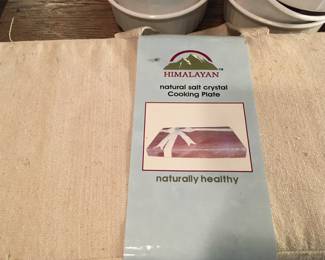 HIMALAYAN
natural salt crystal
Cooking Plate
naturally healthy